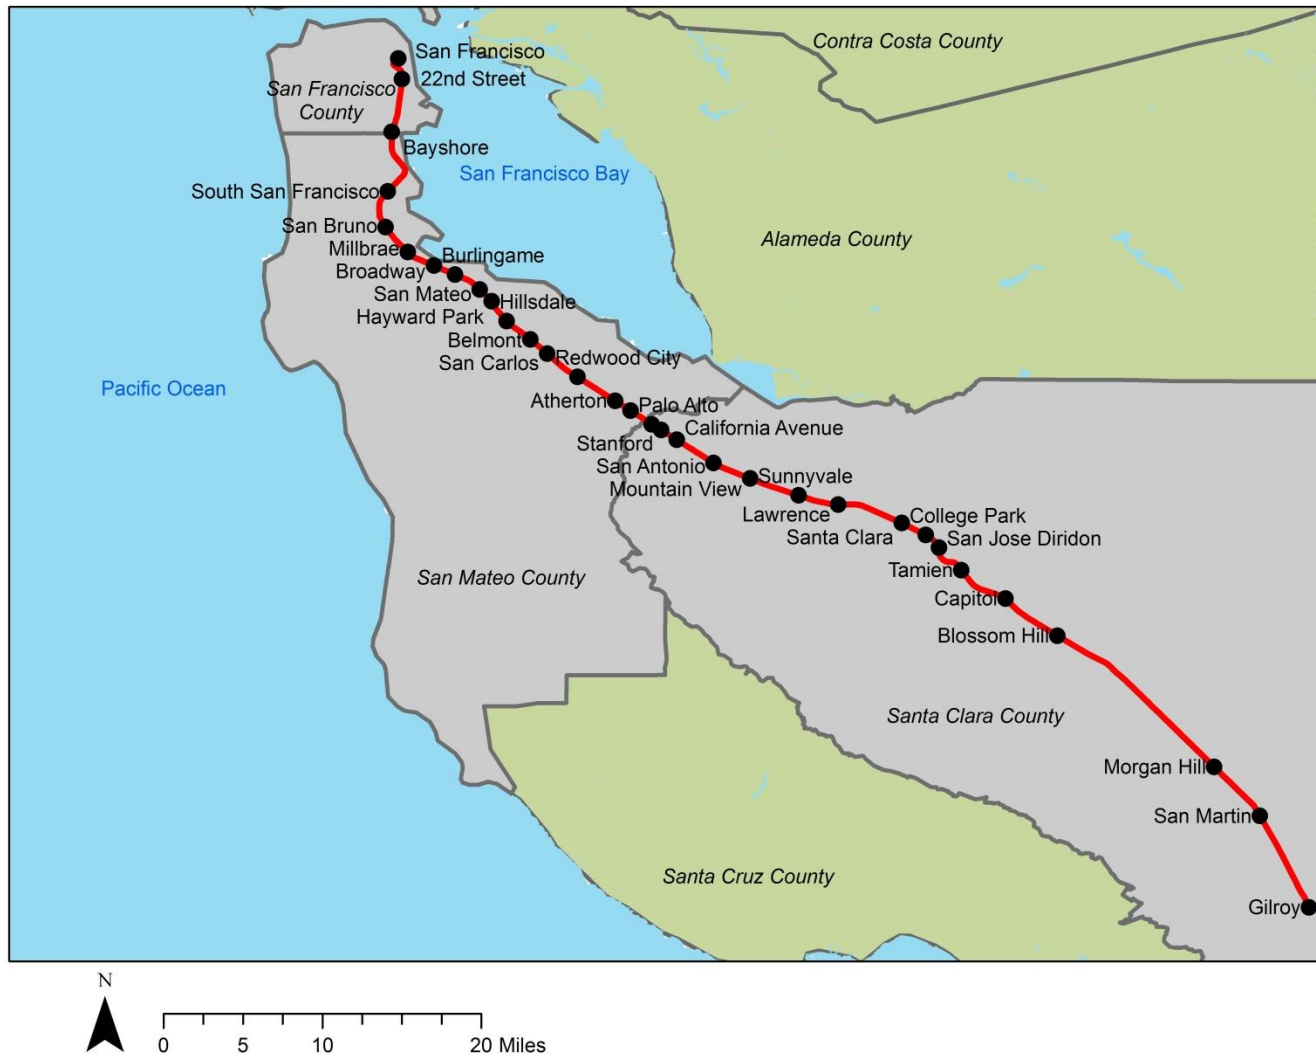 Contra Costa County
San Francisco
22nd Street
San Francisco
County
Bayshore
San Francisco Bay
South San Francisco
San Bruno
Alameda County
Millbrae
Burlingame
Broadway
San Mateo
Hillsdale
Hayward Park
Belmont
San Carlos
Redwood City
Pacific Ocean
Atherton
Palo Alto
Stanford
California Avenue
San Antonio
Mountain View
Sunnyvale
Lawrence
Santa Clara
College Park
San Jose Diridon
Tamien
San Mateo County
Capitol
Blossom Hill
Santa Clara County
Morgan Hill
San Martin
Santa Cruz County
Gilroy
N
0 5 10 20 Miles